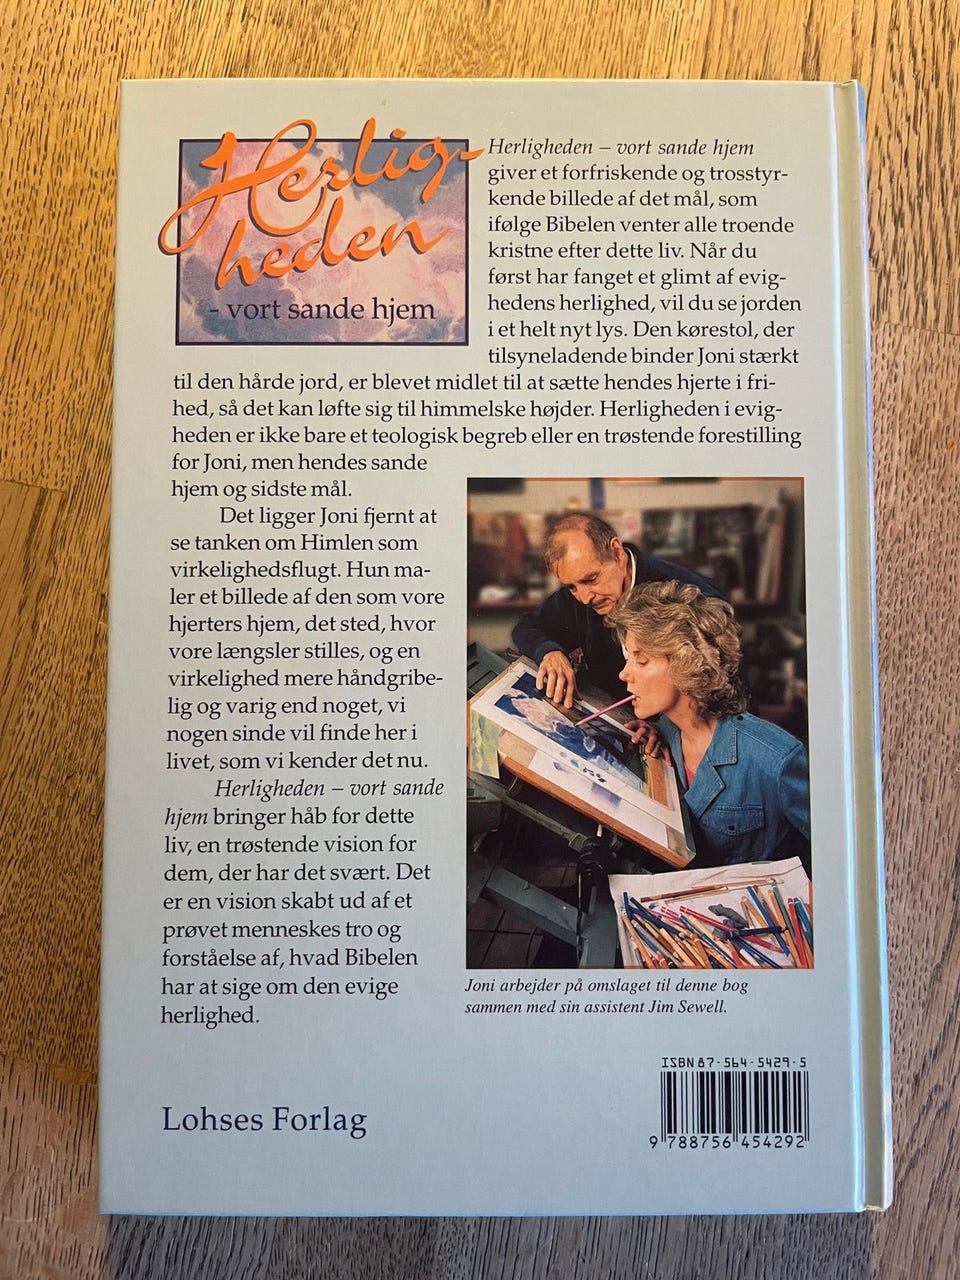 Herlig-
heden
- vort sande hjem
Herligheden – vort sande hjem
giver et forfriskende og trosstyr-
kende billede af det mål, som
ifølge Bibelen venter alle troende
kristne efter dette liv. Når du
først har fanget et glimt af evig-
hedens herlighed, vil du se jorden
i et helt nyt lys. Den kørestol, der
tilsyneladende binder Joni stærkt
til den hårde jord, er blevet midlet til at sætte hendes hjerte i fri-
hed, så det kan løfte sig til himmelske højder. Herligheden i evig-
heden er ikke bare et teologisk begreb eller en trøstende forestilling
for Joni, men hendes sande
hjem og sidste mål.
Det ligger Joni fjernt at
se tanken om Himlen som
virkelighedsflugt. Hun ma-
ler et billede af den som vore
hjerters hjem, det sted, hvor
vore længsler stilles, og en
virkelighed mere håndgribe-
lig og varig end noget, vi
nogen sinde vil finde her i
livet, som vi kender det nu.
Herligheden – vort sande
hjem bringer håb for dette
liv, en trøstende vision for
dem, der har det svært. Det
er en vision skabt ud af et
prøvet menneskes tro og
forståelse af, hvad Bibelen
har at sige om den evige
herlighed.
Joni arbejder på omslaget til denne bog
sammen med sin assistent Jim Sewell.
Lohses Forlag
ISBN 87-564-5429-5
9 788756 454292